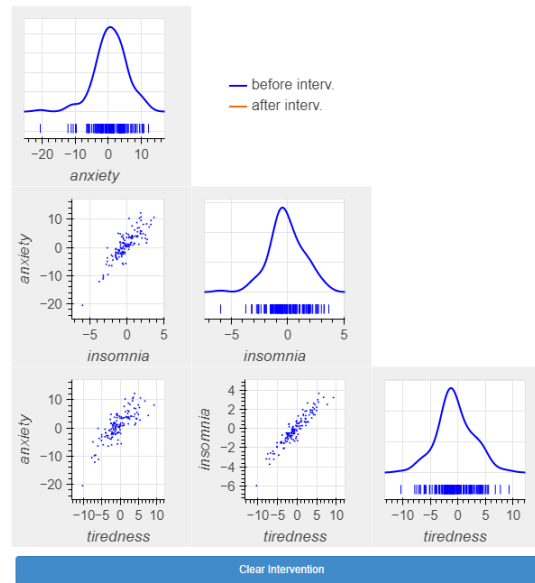 before interv.
after interv.
−20 −10 0 10
anxiety
anxiety
10
0
−10
−20
−5 0 5
insomnia
−5 0 5
insomnia
anxiety
10
0
−10
−20
−10 −5 0 5 10
tiredness
insomnia
4
2
0
−2
−4
−6
−10 −5 0 5 10
tiredness
−10 −5 0 5 10
tiredness
Clear Intervention